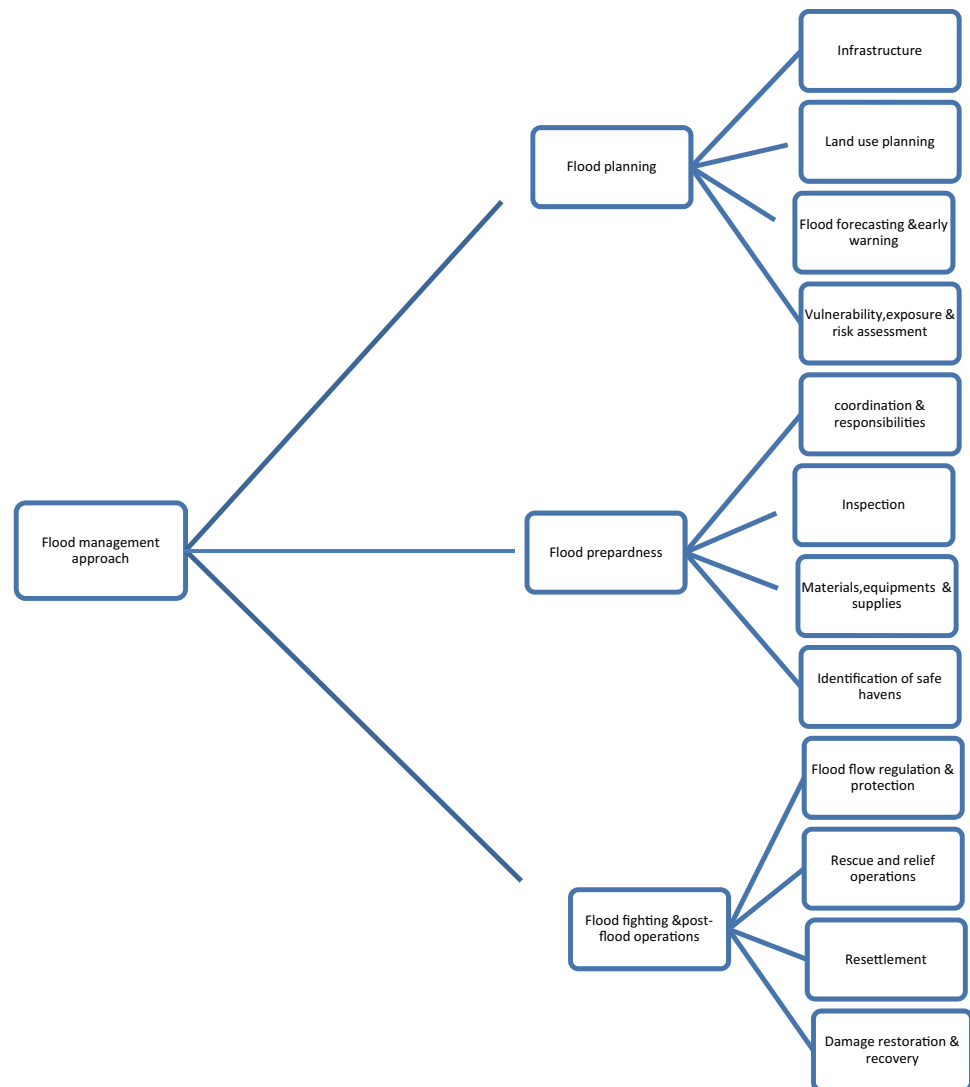 Flood management
approach
Flood planning
Infrastructure
Land use planning
Flood forecasting &early
warning
Vulnerability,exposure &
risk assessment
Flood prepardness
coordination &
responsibilities
Inspection
Materials,equipments & 
supplies
Identification of safe
havens
Flood fighting &post-
flood operations
Flood flow regulation &
protection
Rescue and relief
operations
Resettlement
Damage restoration &
recovery